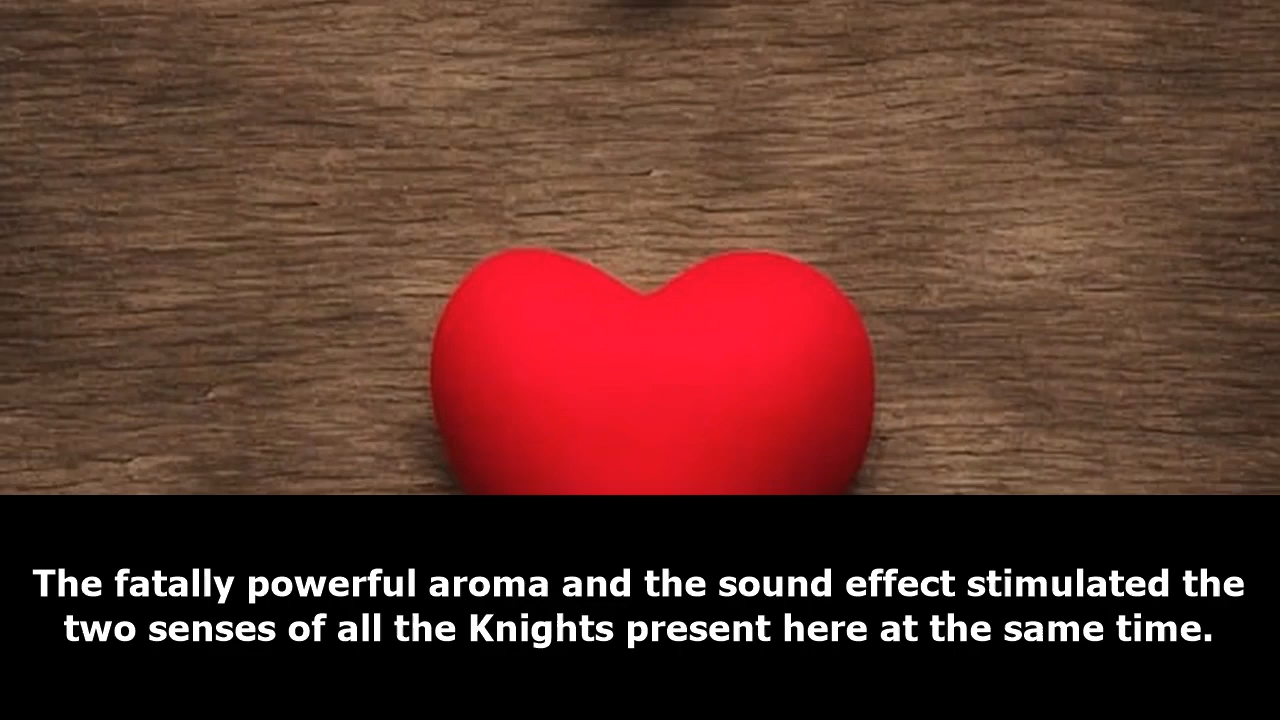 The fatally powerful aroma and the sound effect stimulated the
two senses of all the Knights present here at the same time.